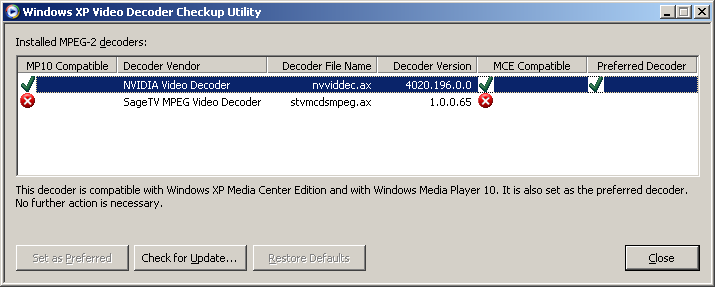 Windows XP Video Decoder Checkup Utility
Installed MPEG-2 decoders:
MP10 Compatible Decoder Vendor Decoder File Name Decoder Version MCE Compatible Preferred Decoder
NVIDIA Video Decoder nvviddec.ax 4020.196.0.0
SageTV MPEG Video Decoder stvmcdsmpeg.ax 1.0.0.65
This decoder is compatible with Windows XP Media Center Edition and with Windows Media Player 10. It is also set as the preferred decoder.
No further action is necessary.
Set as Preferred Check for Update... Restore Defaults Close